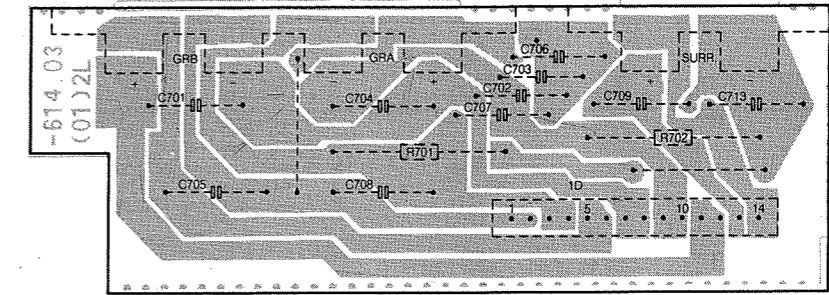 -614.03
(01)2L
GRB
GRA
SURR
C706
C703
C702
C701
C704
C707
C709
C713
R701
R702
C705
C708
1D
1
5
10
14
+
-
-
+
+
-